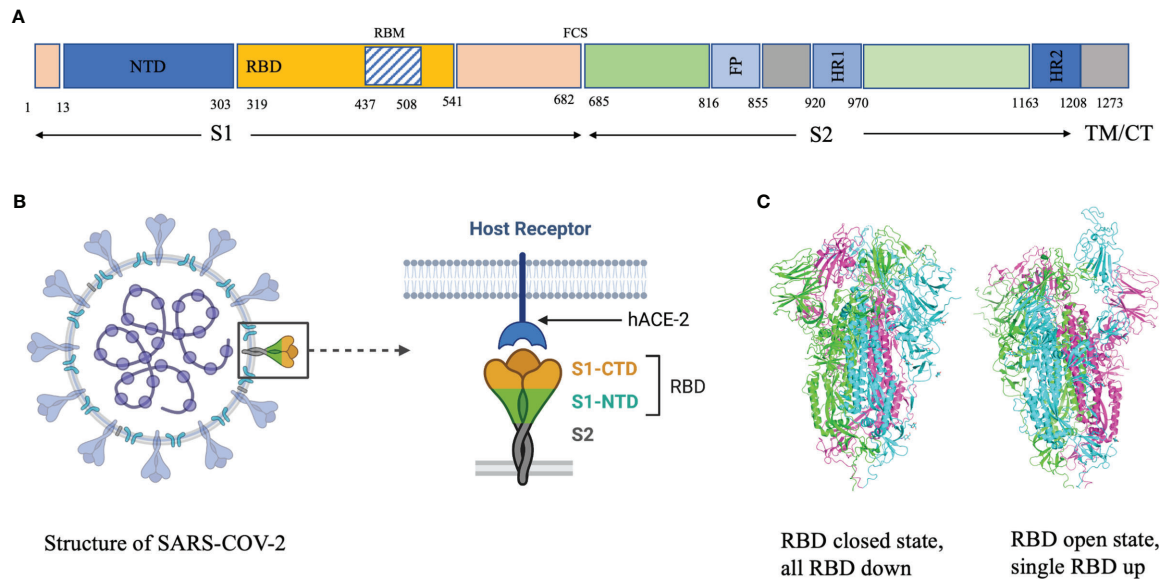 A
RBM
FCS
NTD
RBD
FP
HR1
HR2
1 13 303 319 437 508 541 682 685 816 855 920 970 1163 1208 1273
S1 S2 TM/CT
B
C
Host Receptor
hACE-2
S1-CTD
S1-NTD
RBD
S2
Structure of SARS-COV-2
RBD closed state,
all RBD down
RBD open state,
single RBD up